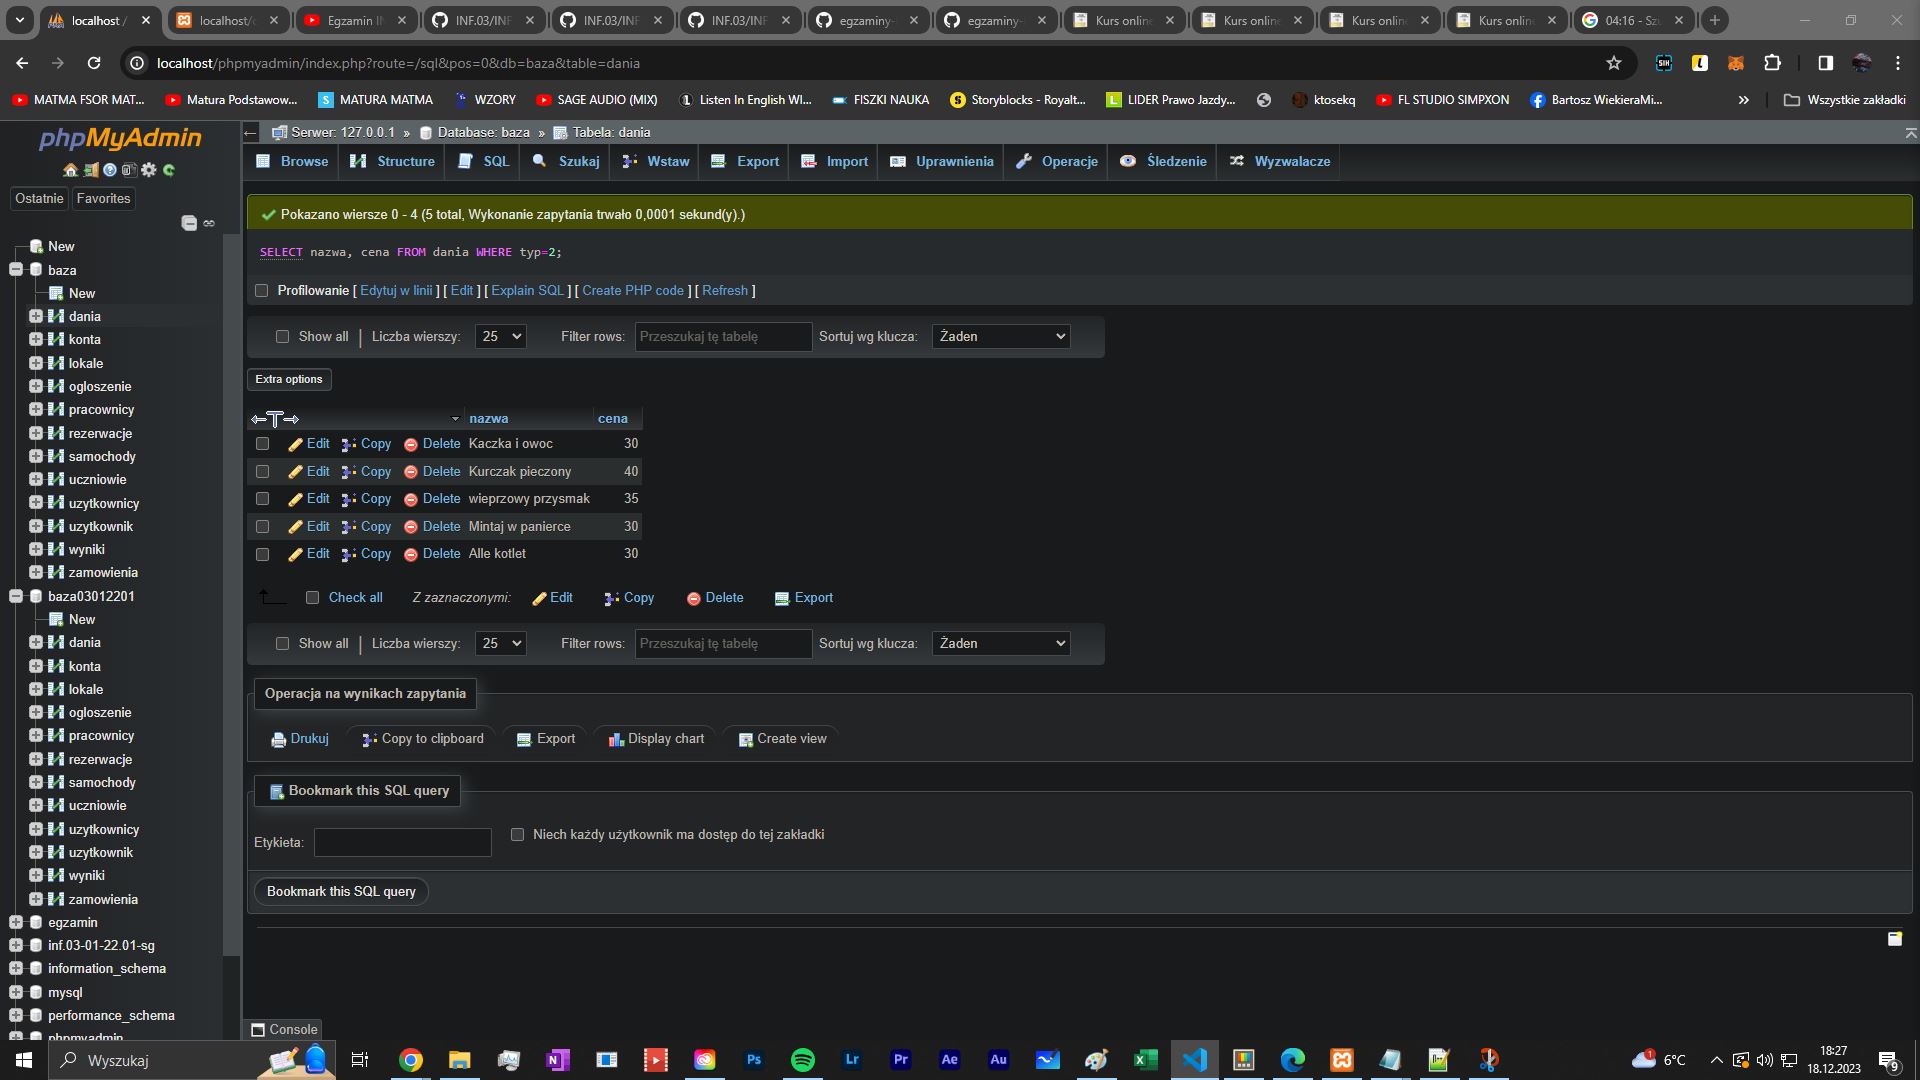 localhost /
localhost/c
Egzamin IN
INF.03/INF
INF.03/INF
INF.03/INF
egzaminy-
egzaminy-
Kurs online
Kurs online
Kurs online
Kurs online
04:16 - Szu
localhost/phpmyadmin/index.php?route=/sql&pos=0&db=baza&table=dania
MATMA FSOR MAT...
Matura Podstawow...
MATURA MATMA
WZORY
SAGE AUDIO (MIX)
Listen In English WI...
FISZKI NAUKA
Storyblocks - Royalt...
LIDER Prawo Jazdy...
ktosekq
FL STUDIO SIMPXON
Bartosz WiekieraMi...
»
Wszystkie zakładki
phpMyAdmin
Ostatnie Favorites
New
baza
New
dania
konta
lokale
ogloszenie
pracownicy
rezerwacje
samochody
uczniowie
uzytkownicy
uzytkownik
wyniki
zamowienia
baza03012201
New
dania
konta
lokale
ogloszenie
pracownicy
rezerwacje
samochody
uczniowie
uzytkownicy
uzytkownik
wyniki
zamowienia
egzamin
inf.03-01-22.01-sg
information_schema
mysql
performance_schema
phpmyadmin
Serwer: 127.0.0.1 » Database: baza » Tabela: dania
Browse Structure SQL Szukaj Wstaw Export Import Uprawnienia Operacje Śledzenie Wyzwalacze
Pokazano wiersze 0 - 4 (5 total, Wykonanie zapytania trwało 0,0001 sekund(y).)
SELECT nazwa, cena FROM dania WHERE typ=2;
Profilowanie [ Edytuj w linii ] [ Edit ] [ Explain SQL ] [ Create PHP code ] [ Refresh ]
Show all | Liczba wierszy: 25 Filter rows: Przeszukaj tę tabelę Sortuj wg klucza: Żaden
Extra options
←T→ nazwa cena
Edit Copy Delete Kaczka i owoc 30
Edit Copy Delete Kurczak pieczony 40
Edit Copy Delete wieprzowy przysmak 35
Edit Copy Delete Mintaj w panierce 30
Edit Copy Delete Alle kotlet 30
Check all Z zaznaczonymi: Edit Copy Delete Export
Show all | Liczba wierszy: 25 Filter rows: Przeszukaj tę tabelę Sortuj wg klucza: Żaden
Operacja na wynikach zapytania
Drukuj Copy to clipboard Export Display chart Create view
Bookmark this SQL query
Etykieta: Niech każdy użytkownik ma dostęp do tej zakładki
Bookmark this SQL query
Console
Wyszukaj
N
Ps
Lr
Pr
Ae
Au
1
6°C
18:27
18.12.2023
9